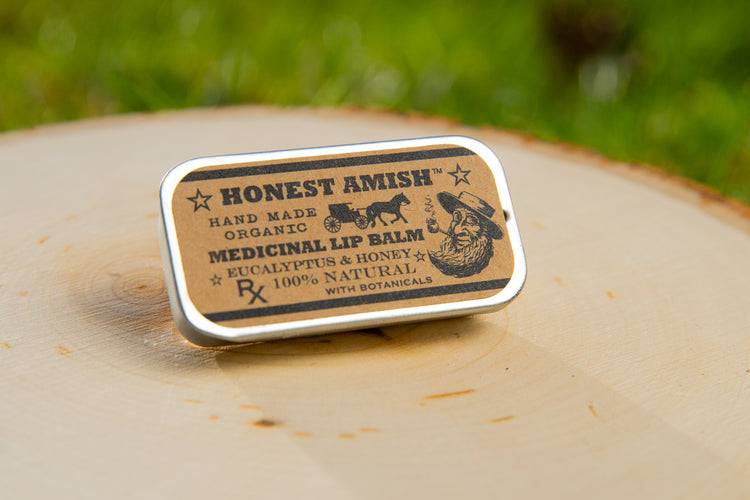 HONEST AMISH™
HAND MADE
ORGANIC
MEDICINAL LIP BALM
EUCALYPTUS & HONEY
Rx 100% NATURAL
WITH BOTANICALS